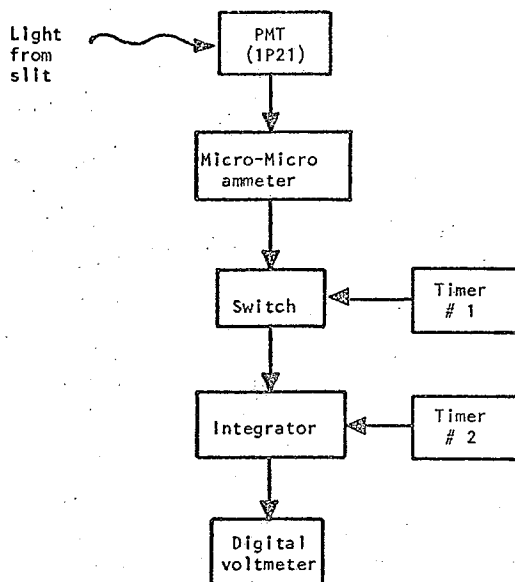 Light
from
slit
PMT
(1P21)
Micro-Micro
ammeter
Switch
Timer
# 1
Integrator
Timer
# 2
Digital
voltmeter